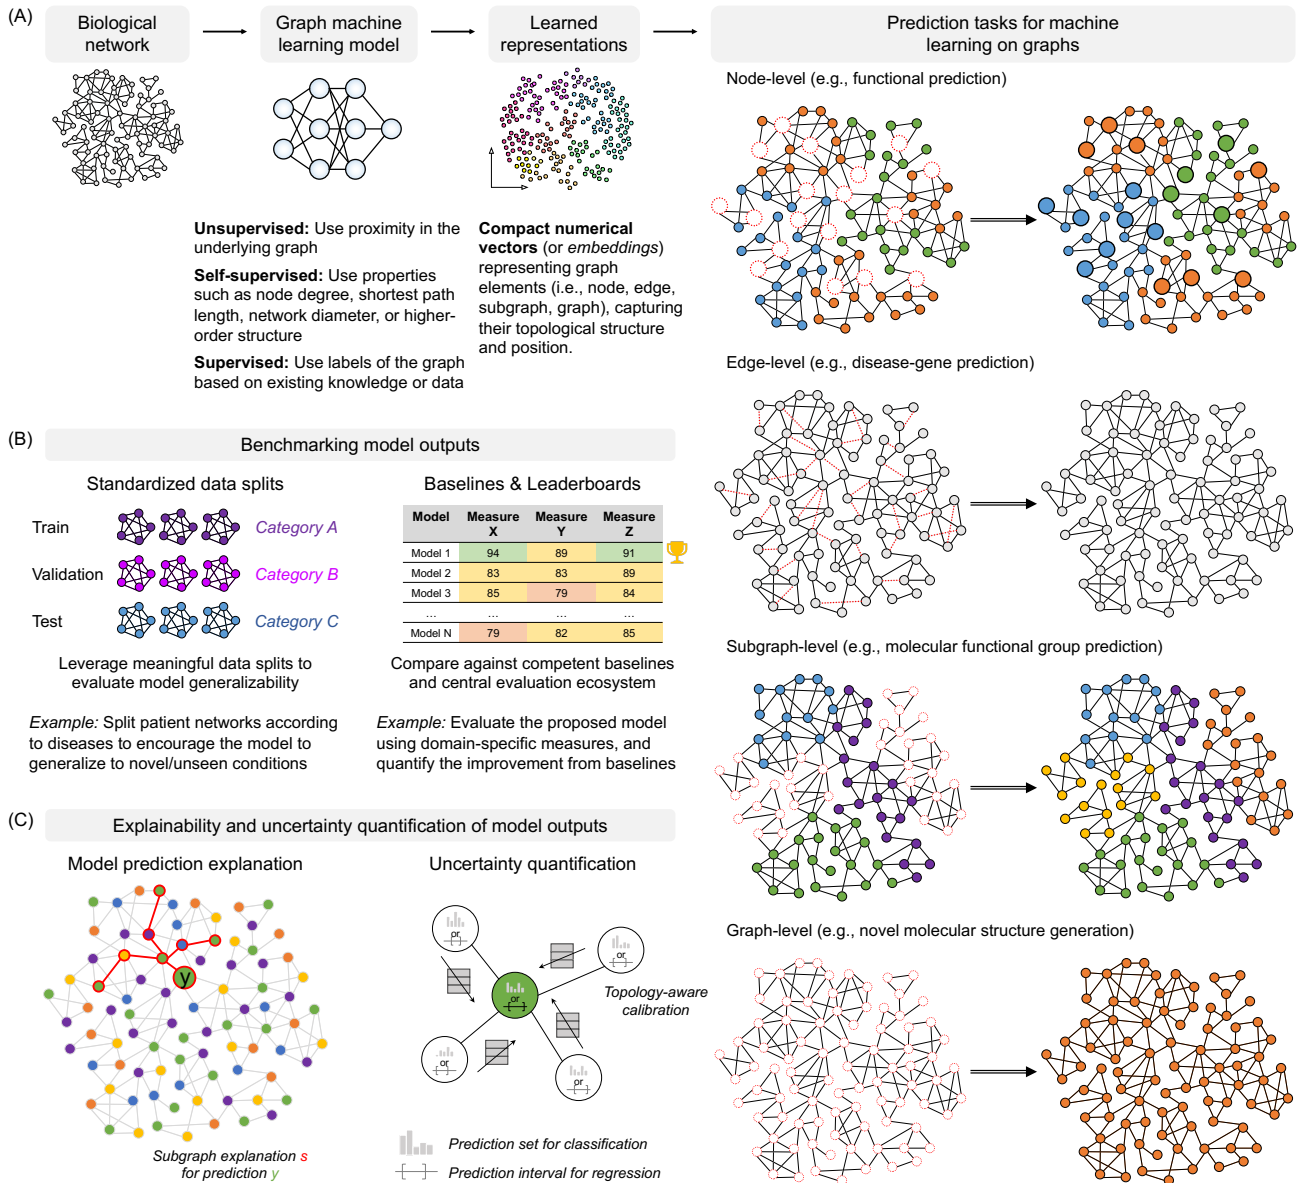 (A)
Biological
network
Graph machine
learning model
Learned
representations
Prediction tasks for machine
learning on graphs
Unsupervised: Use proximity in the
underlying graph
Self-supervised: Use properties
such as node degree, shortest path
length, network diameter, or higher-
order structure
Supervised: Use labels of the graph
based on existing knowledge or data
Compact numerical
vectors (or embeddings)
representing graph
elements (i.e., node, edge,
subgraph, graph), capturing
their topological structure
and position.
Node-level (e.g., functional prediction)
Edge-level (e.g., disease-gene prediction)
Subgraph-level (e.g., molecular functional group prediction)
Graph-level (e.g., novel molecular structure generation)
(B)
Benchmarking model outputs
Standardized data splits
Train
Category A
Validation
Category B
Test
Category C
Leverage meaningful data splits to
evaluate model generalizability
Example: Split patient networks according
to diseases to encourage the model to
generalize to novel/unseen conditions
Baselines & Leaderboards
Model Measure X Measure Y Measure Z
Model 1 94 89 91
Model 2 83 83 89
Model 3 85 79 84
... ... ... ...
Model N 79 82 85
Compare against competent baselines
and central evaluation ecosystem
Example: Evaluate the proposed model
using domain-specific measures, and
quantify the improvement from baselines
(C)
Explainability and uncertainty quantification of model outputs
Model prediction explanation
y
Subgraph explanation s
for prediction y
Uncertainty quantification
or
or
or
or
or
Topology-aware
calibration
Prediction set for classification
Prediction interval for regression